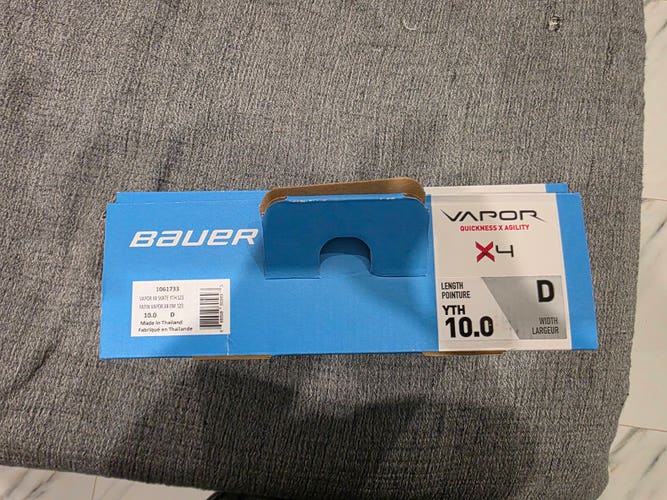 BAUER
1061733
VAPOR X4 SKATE YTH S23
PATIN VAPOR X4 ENF S23
10.0 D
Made in Thailand
Fabriqué en Thaïlande
VAPOR
QUICKNESS X AGILITY
X4
LENGTH
POINTURE
YTH
10.0
D
WIDTH
LARGEUR